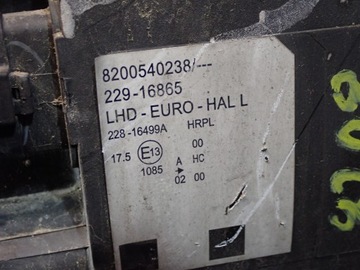 8200540238/---
229-16865
LHD - EURO - HAL L
228-16499A HRPL
00
17.5 E13 A HC
1085 → 02 00